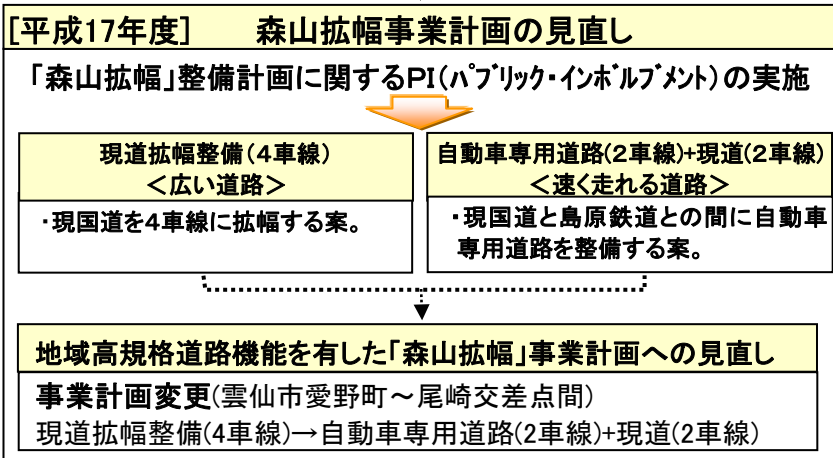 [平成17年度]　　森山拡幅事業計画の見直し
「森山拡幅」整備計画に関するPI(ﾊﾟﾌﾞﾘｯｸ・ｲﾝﾎﾞﾙﾌﾞﾒﾝﾄ)の実施
現道拡幅整備(4車線)
<広い道路>
・現国道を4車線に拡幅する案。
自動車専用道路(2車線)+現道(2車線)
<速く走れる道路>
・現国道と島原鉄道との間に自動車
専用道路を整備する案。
地域高規格道路機能を有した「森山拡幅」事業計画への見直し
事業計画変更(雲仙市愛野町～尾崎交差点間)
現道拡幅整備(4車線)→自動車専用道路(2車線)+現道(2車線)